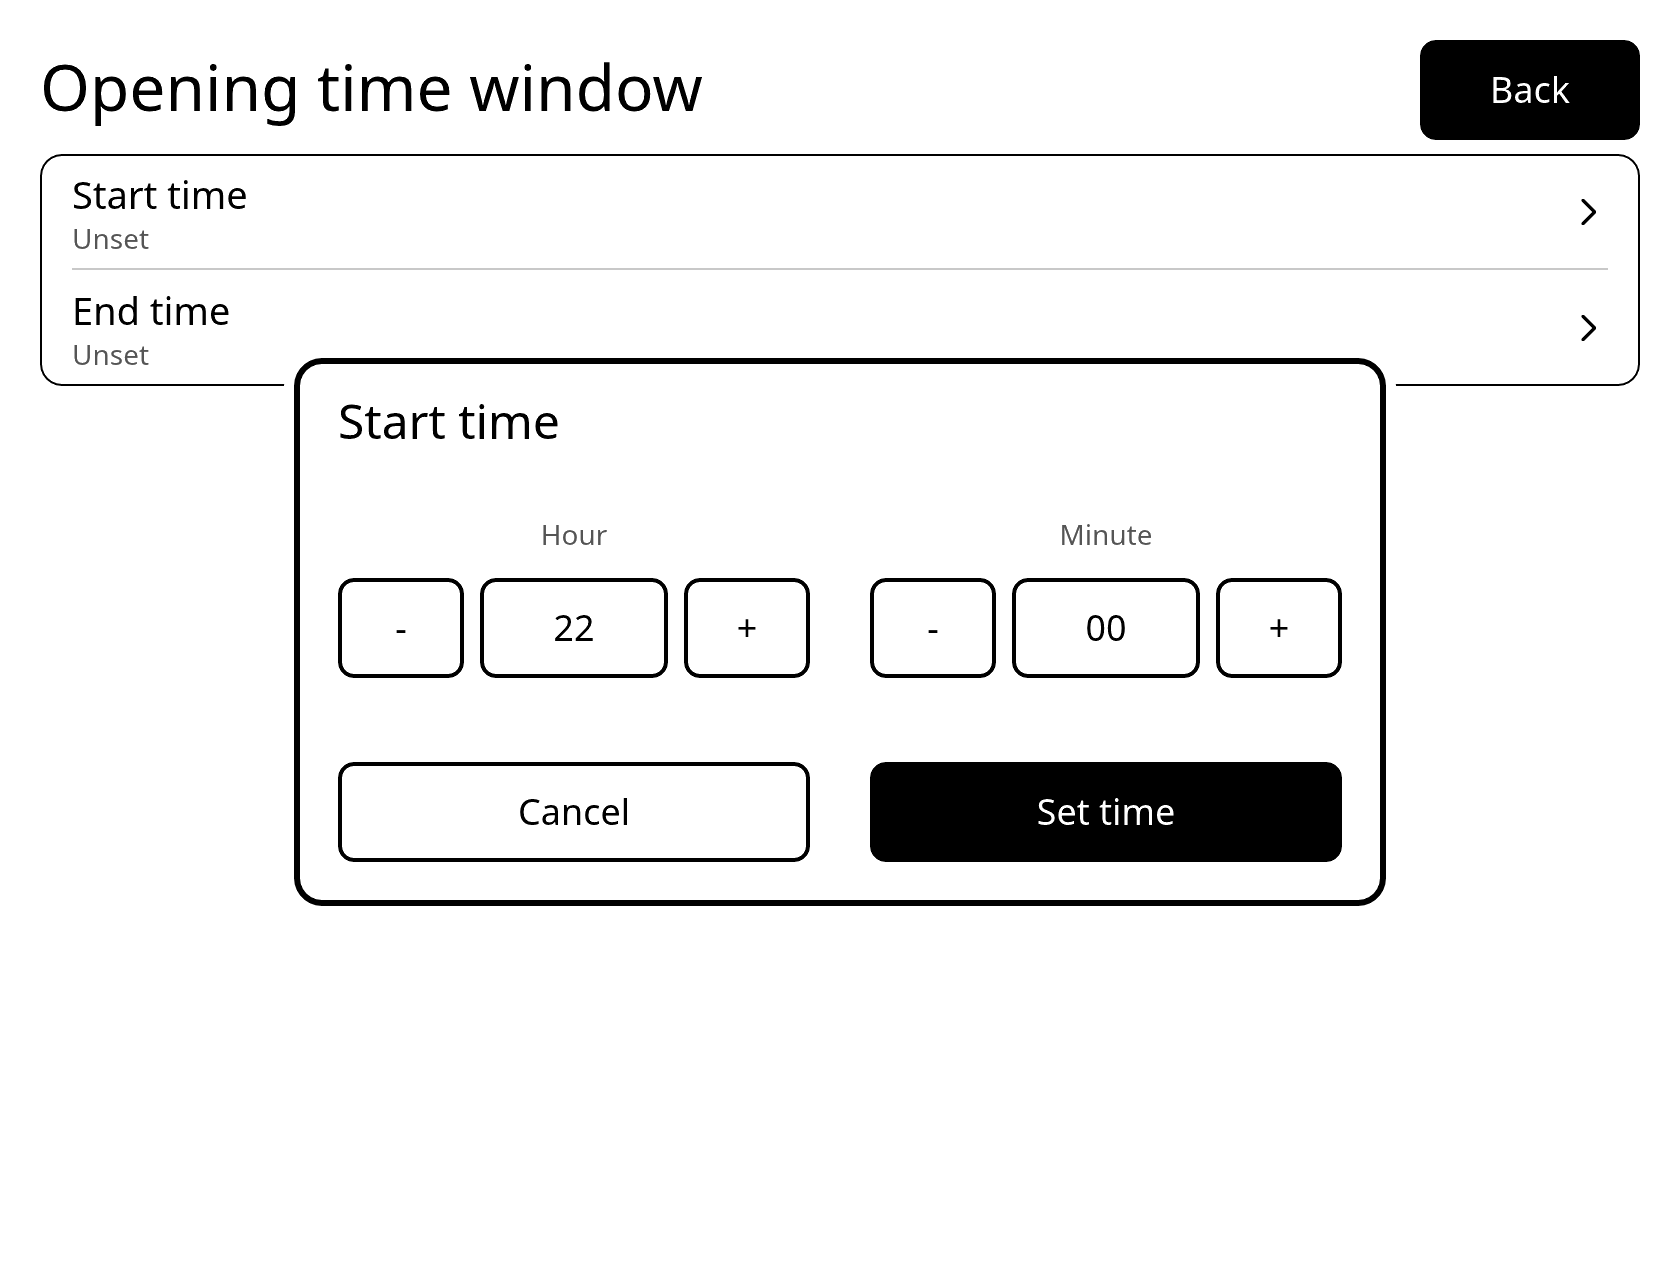 Opening time window
Back
Start time
Unset
End time
Unset
Start time
Hour
Minute
- 22 + - 00 +
Cancel
Set time